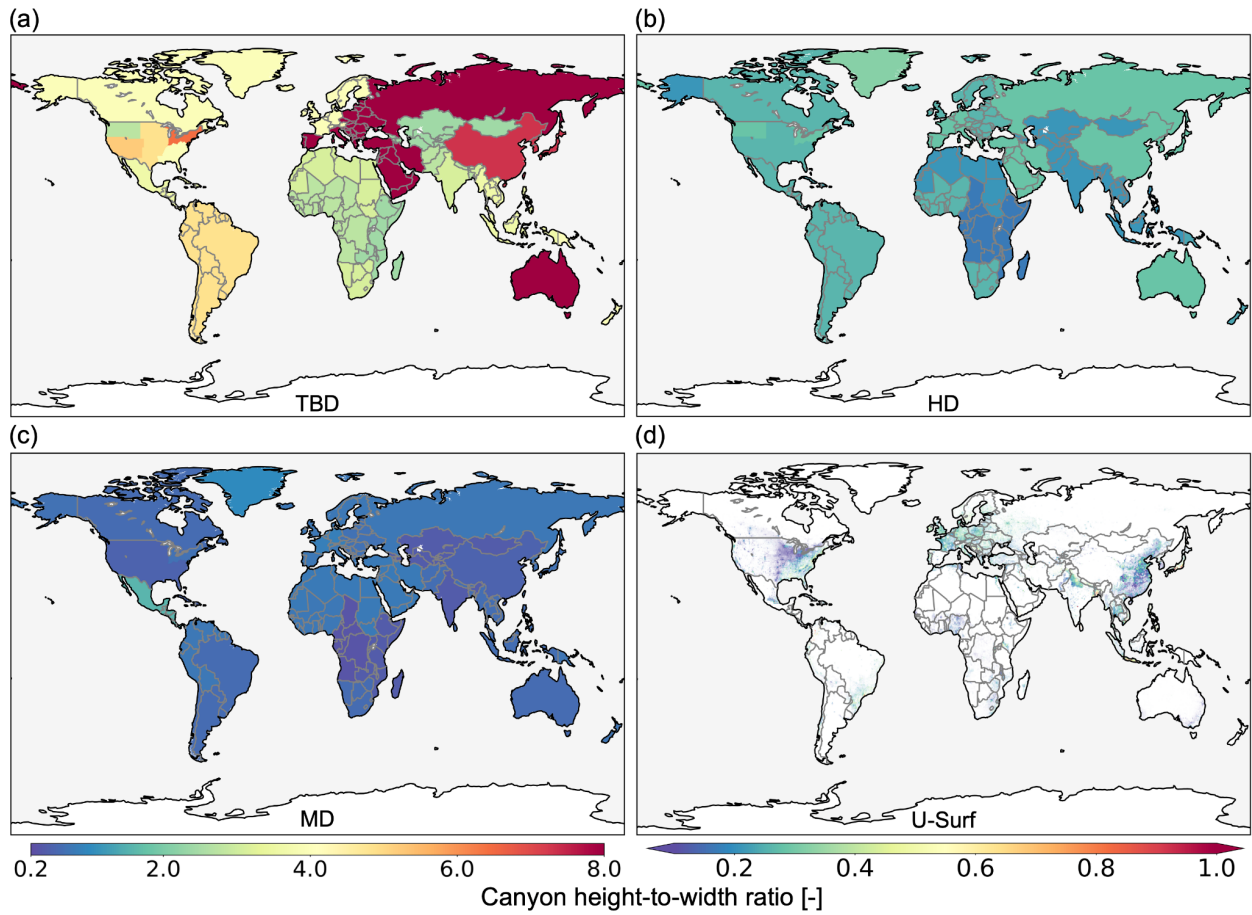 (a)
(b)
TBD
HD
(c)
(d)
MD
U-Surf
0.2 2.0 4.0 6.0 8.0
0.2 0.4 0.6 0.8 1.0
Canyon height-to-width ratio [-]